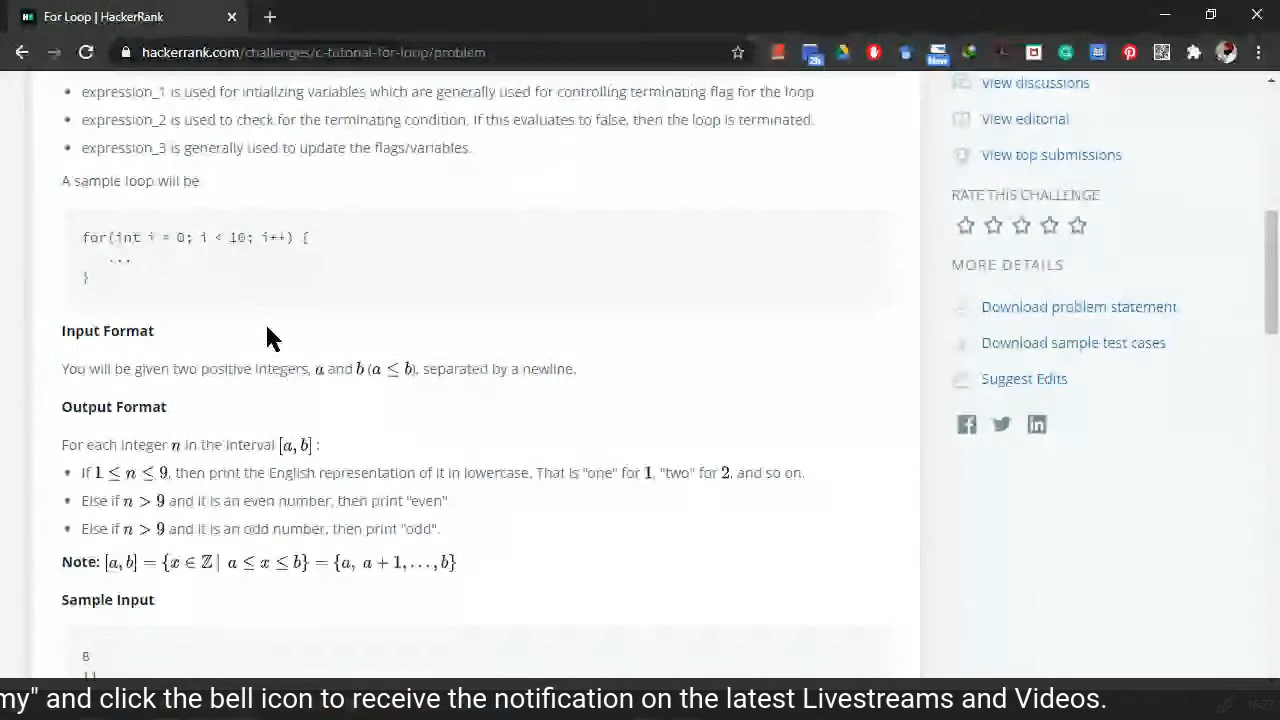 For Loop | HackerRank
hackerrank.com/challenges/c-tutorial-for-loop/problem
2h
New
expression_1 is used for intializing variables which are generally used for controlling terminating flag for the loop.
expression_2 is used to check for the terminating condition. If this evaluates to false, then the loop is terminated.
expression_3 is generally used to update the flags/variables.
A sample loop will be
for(int i = 0; i < 10; i++) {
...
}
Input Format
You will be given two positive integers, a and b (a ≤ b), separated by a newline.
Output Format
For each integer n in the interval [a, b] :
If 1 ≤ n ≤ 9, then print the English representation of it in lowercase. That is "one" for 1, "two" for 2, and so on.
Else if n > 9 and it is an even number, then print "even".
Else if n > 9 and it is an odd number, then print "odd".
Note: [a, b] = {x ∈ ℤ | a ≤ x ≤ b} = {a, a + 1, . . . , b}
Sample Input
8
11
View discussions
View editorial
View top submissions
RATE THIS CHALLENGE
MORE DETAILS
Download problem statement
Download sample test cases
Suggest Edits
my" and click the bell icon to receive the notification on the latest Livestreams and Videos.
16:27